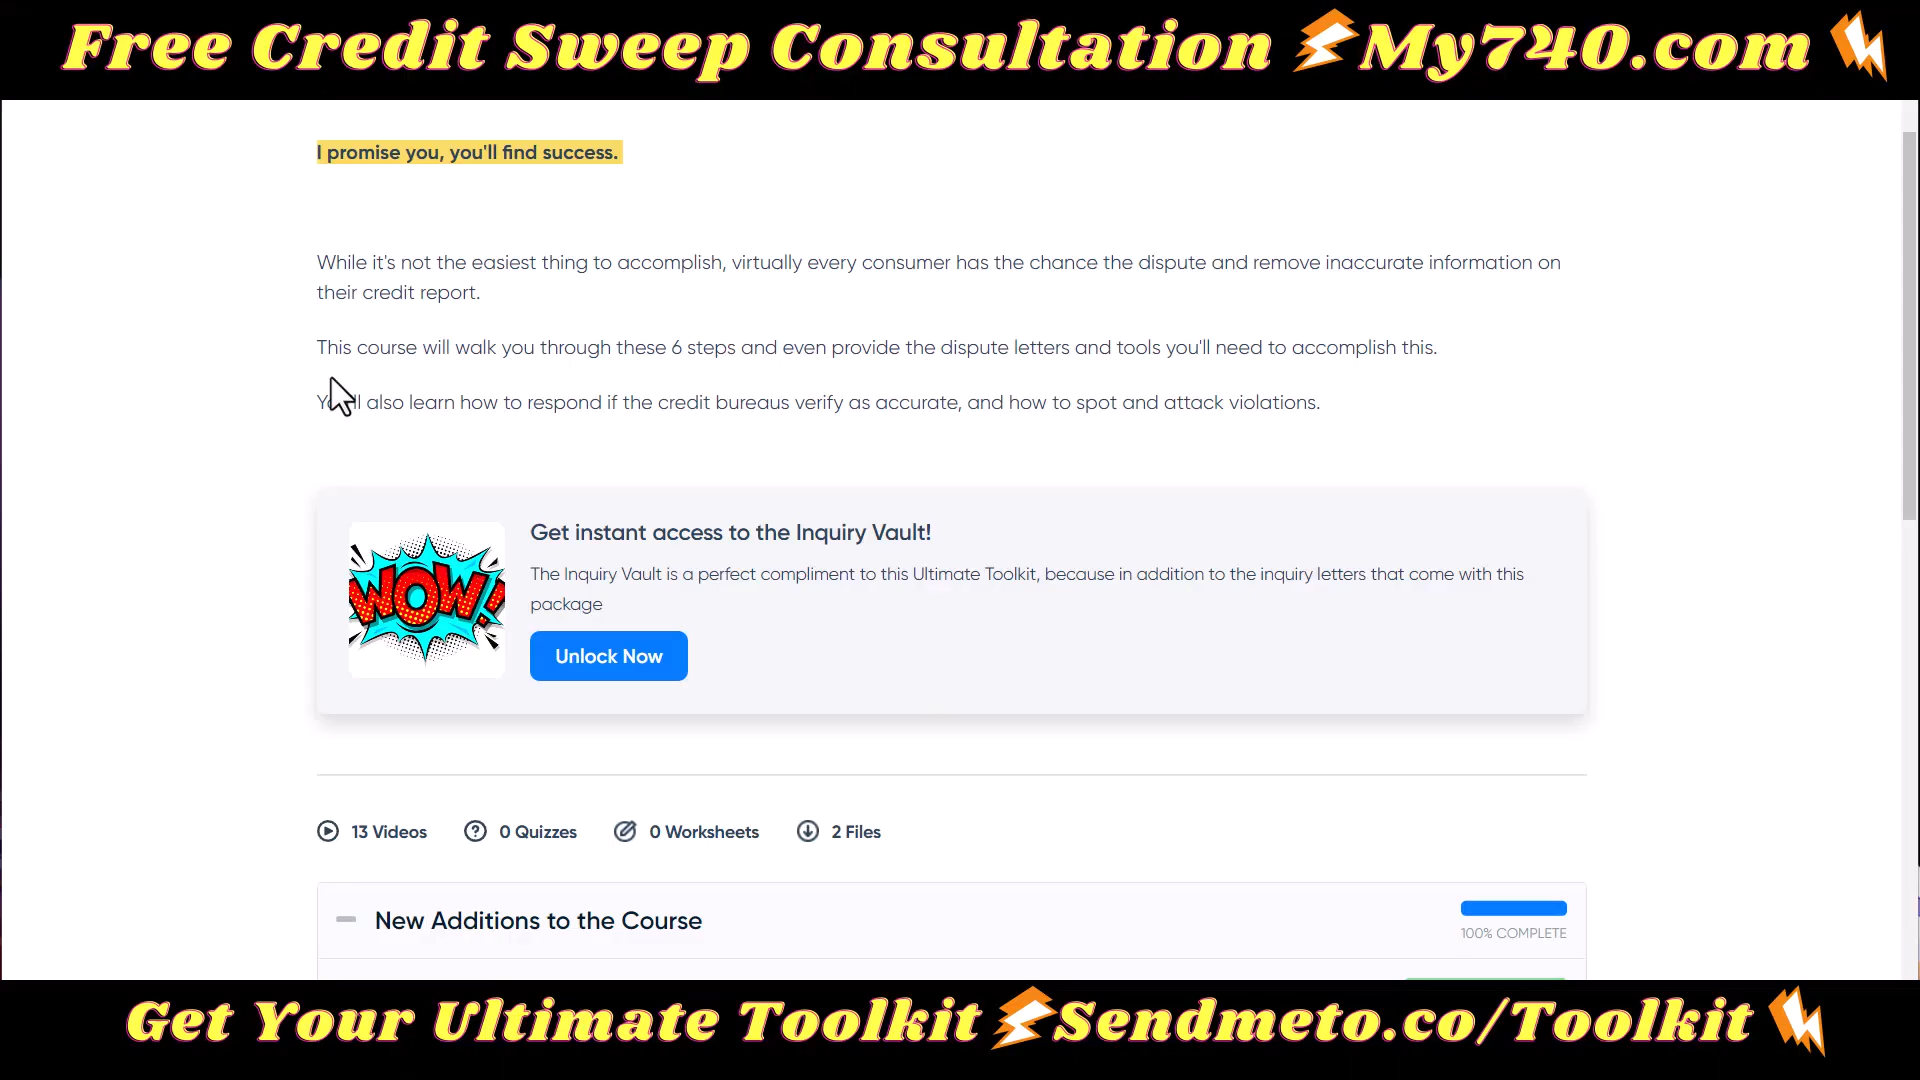 Free Credit Sweep Consultation My740.com
I promise you, you'll find success.
While it's not the easiest thing to accomplish, virtually every consumer has the chance the dispute and remove inaccurate information on
their credit report.
This course will walk you through these 6 steps and even provide the dispute letters and tools you'll need to accomplish this.
also learn how to respond if the credit bureaus verify as accurate, and how to spot and attack violations.
WOW!
Get instant access to the Inquiry Vault!
The Inquiry Vault is a perfect compliment to this Ultimate Toolkit, because in addition to the inquiry letters that come with this
package
Unlock Now
13 Videos 0 Quizzes 0 Worksheets 2 Files
New Additions to the Course
100% COMPLETE
Get Your Ultimate Toolkit Sendmeto.co/Toolkit